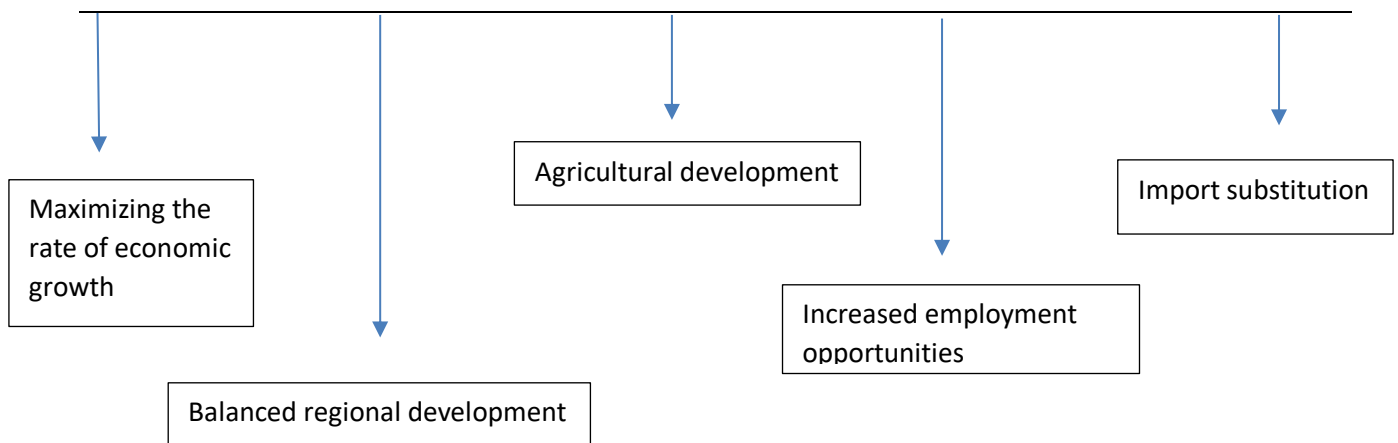 Maximizing the
rate of economic
growth
Balanced regional development
Agricultural development
Increased employment
opportunities
Import substitution